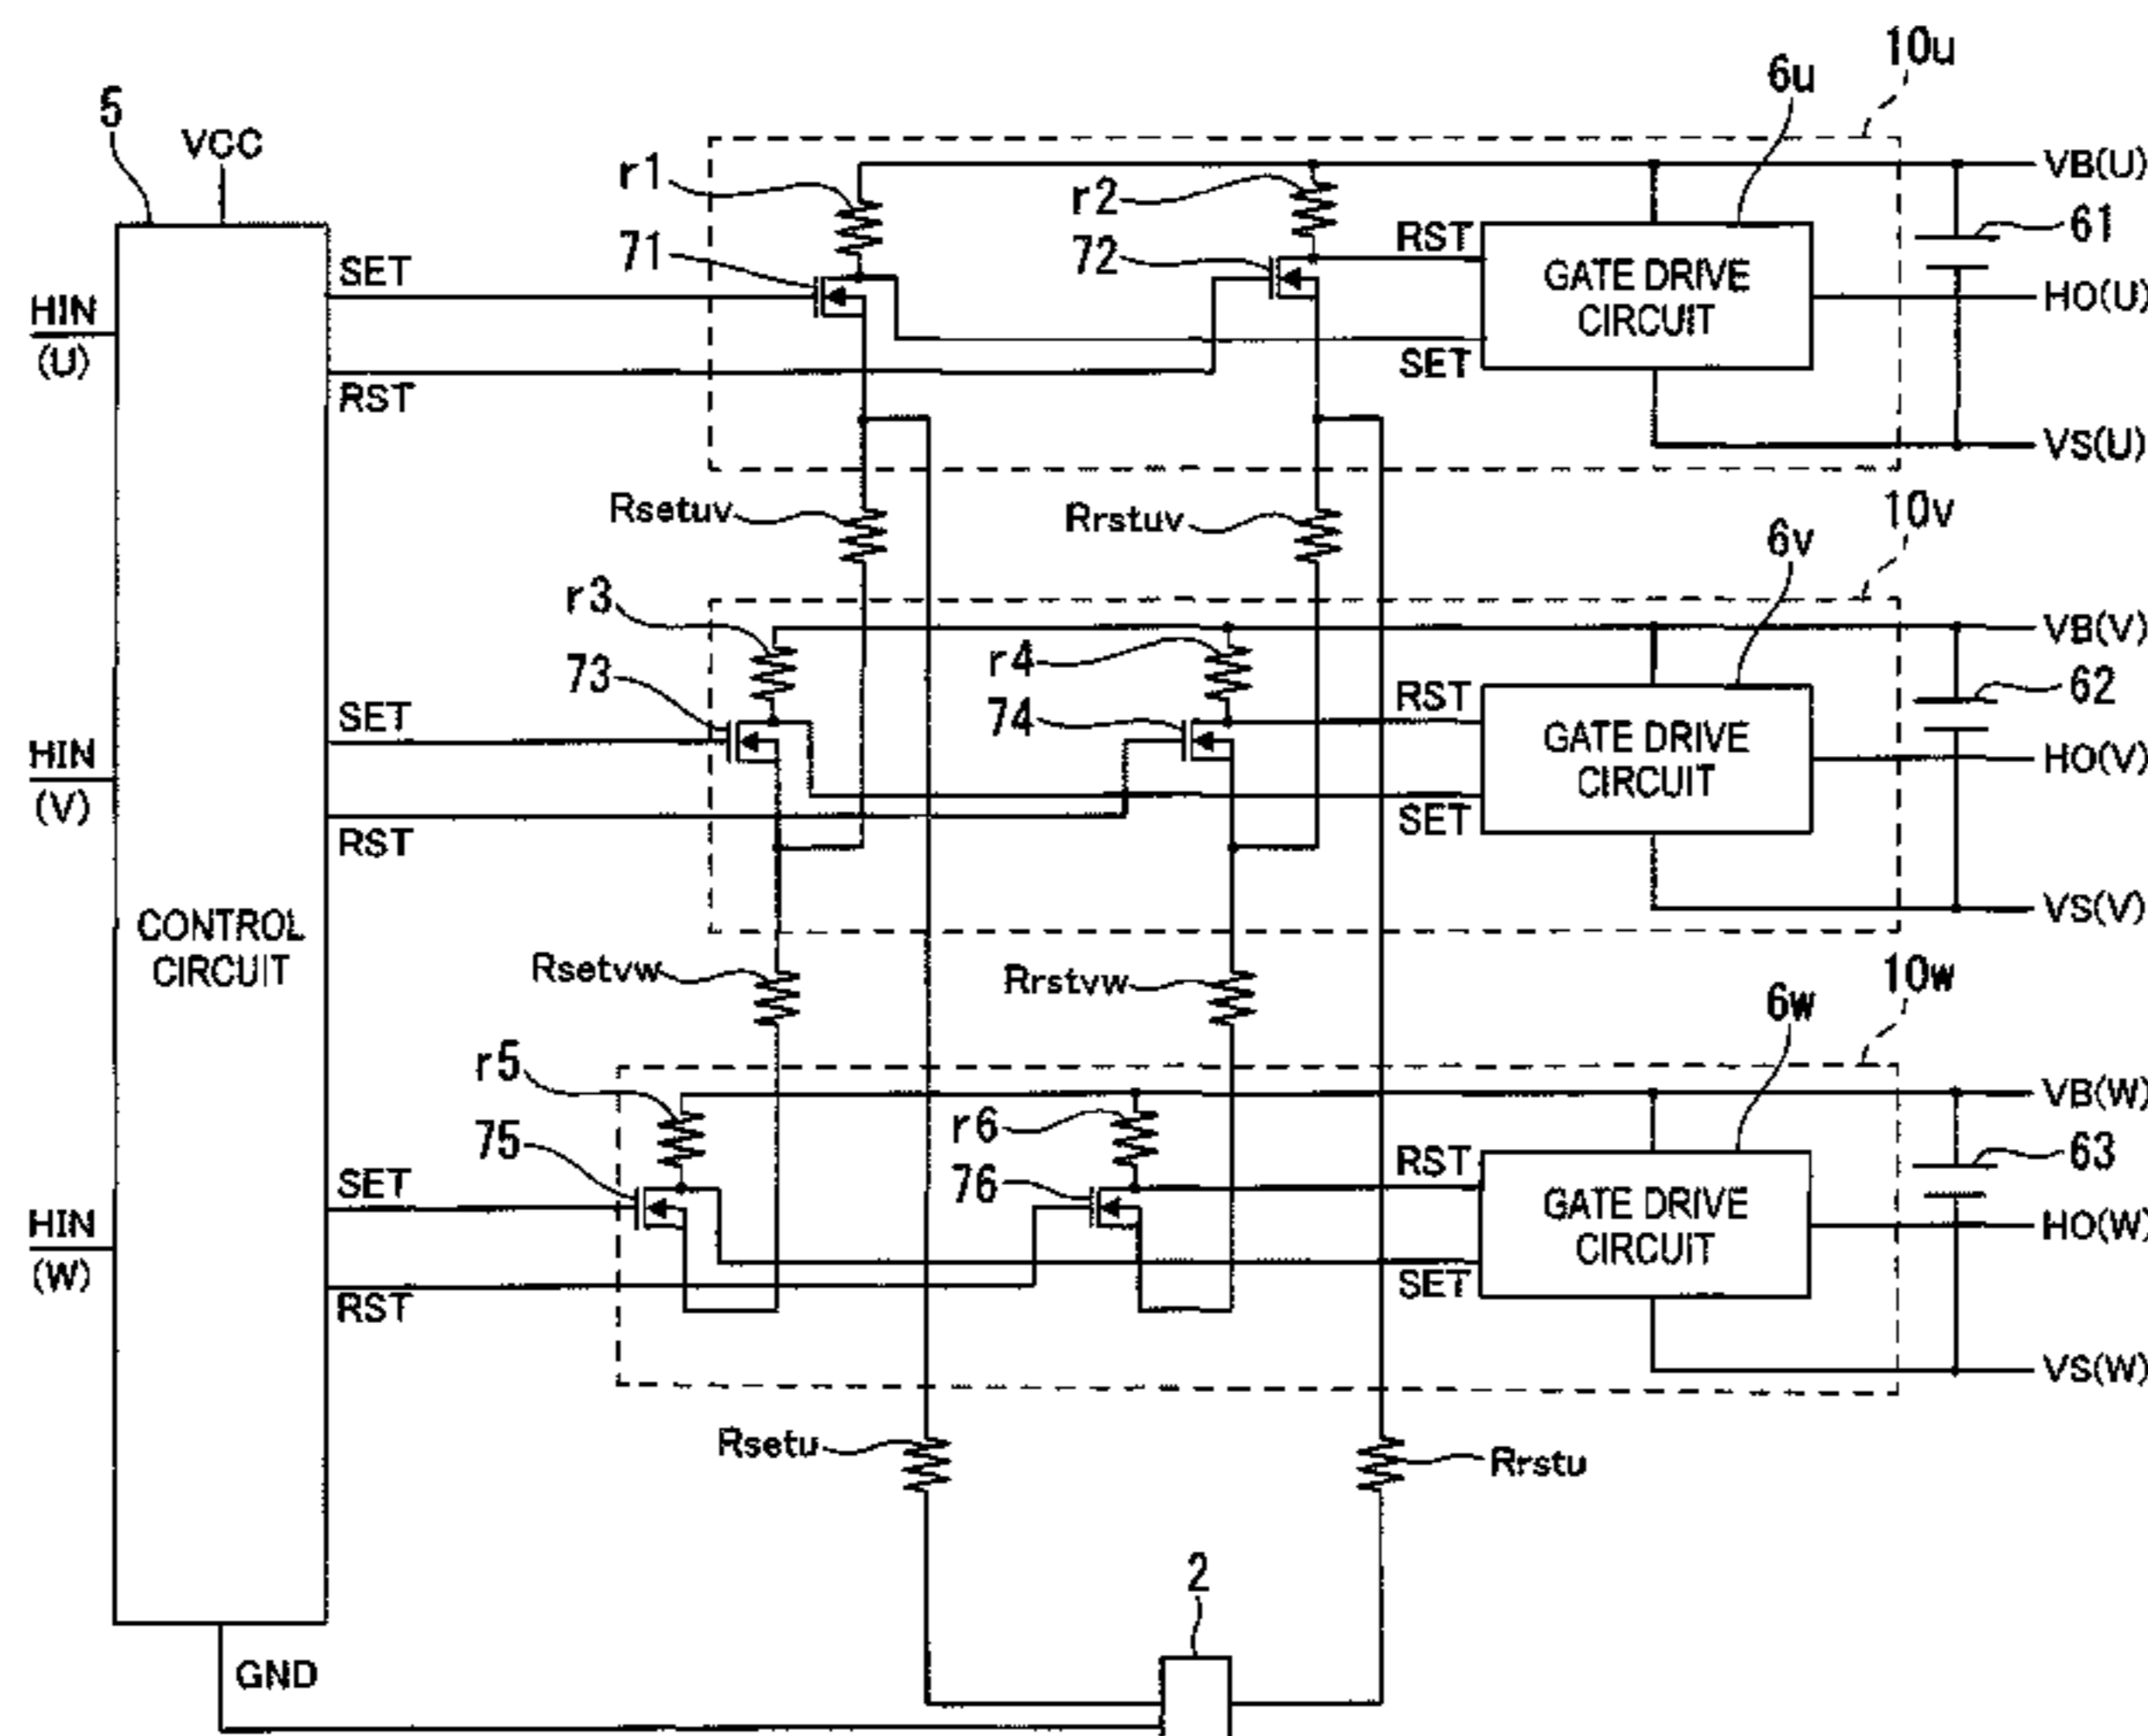 10u
6u
5
VCC
r1
r2
VB(U)
71
72
RST
61
SET
GATE DRIVE
CIRCUIT
HIN
(U)
HO(U)
SET
RST
VS(U)
Rsetuv
Rrstuv
10v
6v
r3
VB(V)
r4
73
RST
62
SET
74
GATE DRIVE
CIRCUIT
HIN
(V)
HO(V)
SET
RST
VS(V)
CONTROL
CIRCUIT
Rsetvw
Rrstvw
10w
6w
r5
VB(W)
r6
75
63
RST
SET
76
GATE DRIVE
CIRCUIT
HIN
(W)
HO(W)
SET
RST
VS(W)
Rsetu
Rrstu
2
GND